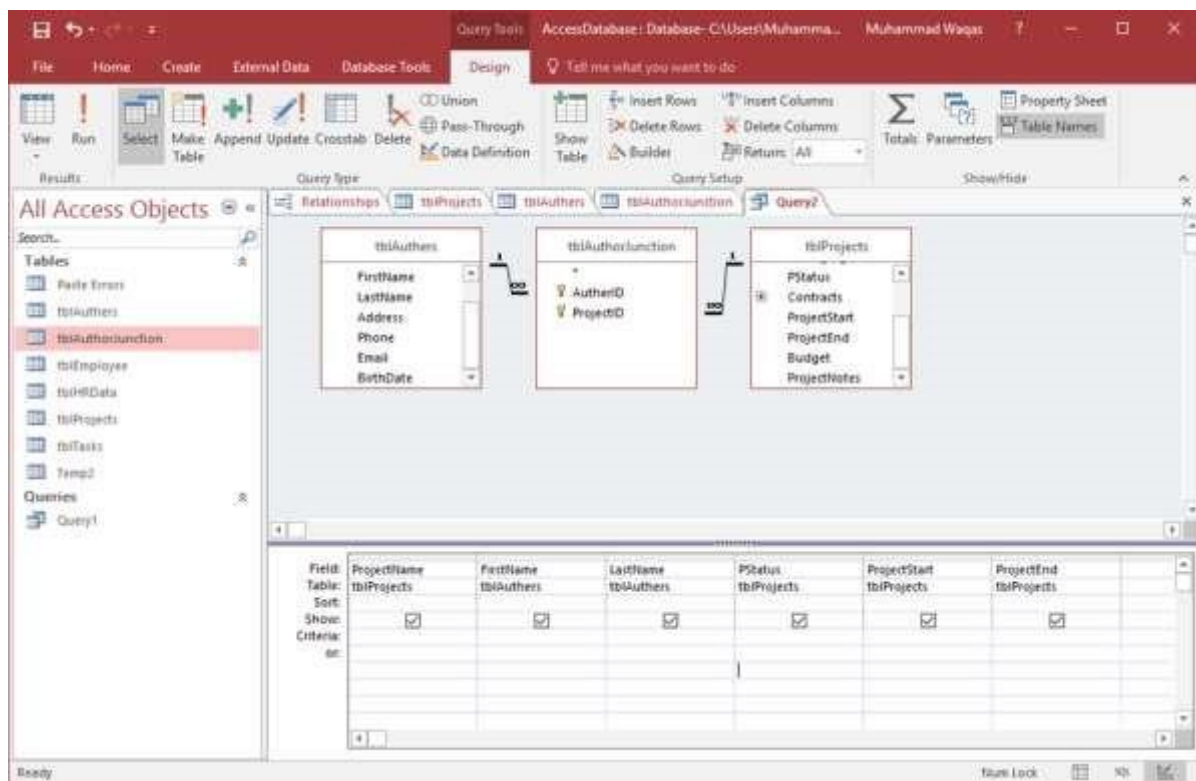 Query Tools AccessDatabase : Database- C:\Users\Muhamma... Muhammad Waqas ?
File Home Create External Data Database Tools Design Tell me what you want to do
View Run Select Make Table Append Update Crosstab Delete
Union
Pass-Through
Data Definition
Show Table
Insert Rows
Delete Rows
Builder
Insert Columns
Delete Columns
Return: All
Totals Parameters
Property Sheet
Table Names
Results Query Type Query Setup Show/Hide
All Access Objects
Search...
Tables
Paste Errors
tblAuthers
tblAuthorJunction
tblEmployee
tblHRData
tblProjects
tblTasks
Temp2
Queries
Query1
Relationships tblProjects tblAuthers tblAuthorJunction Query2
tblAuthers
FirstName
LastName
Address
Phone
Email
BirthDate
1 ∞
tblAuthorJunction
*
AutherID
ProjectID
1 ∞
tblProjects
PStatus
Contracts
ProjectStart
ProjectEnd
Budget
ProjectNotes
Field: ProjectName FirstName LastName PStatus ProjectStart ProjectEnd
Table: tblProjects tblAuthers tblAuthers tblProjects tblProjects tblProjects
Sort:
Show:
Criteria:
or:
Ready Num Lock